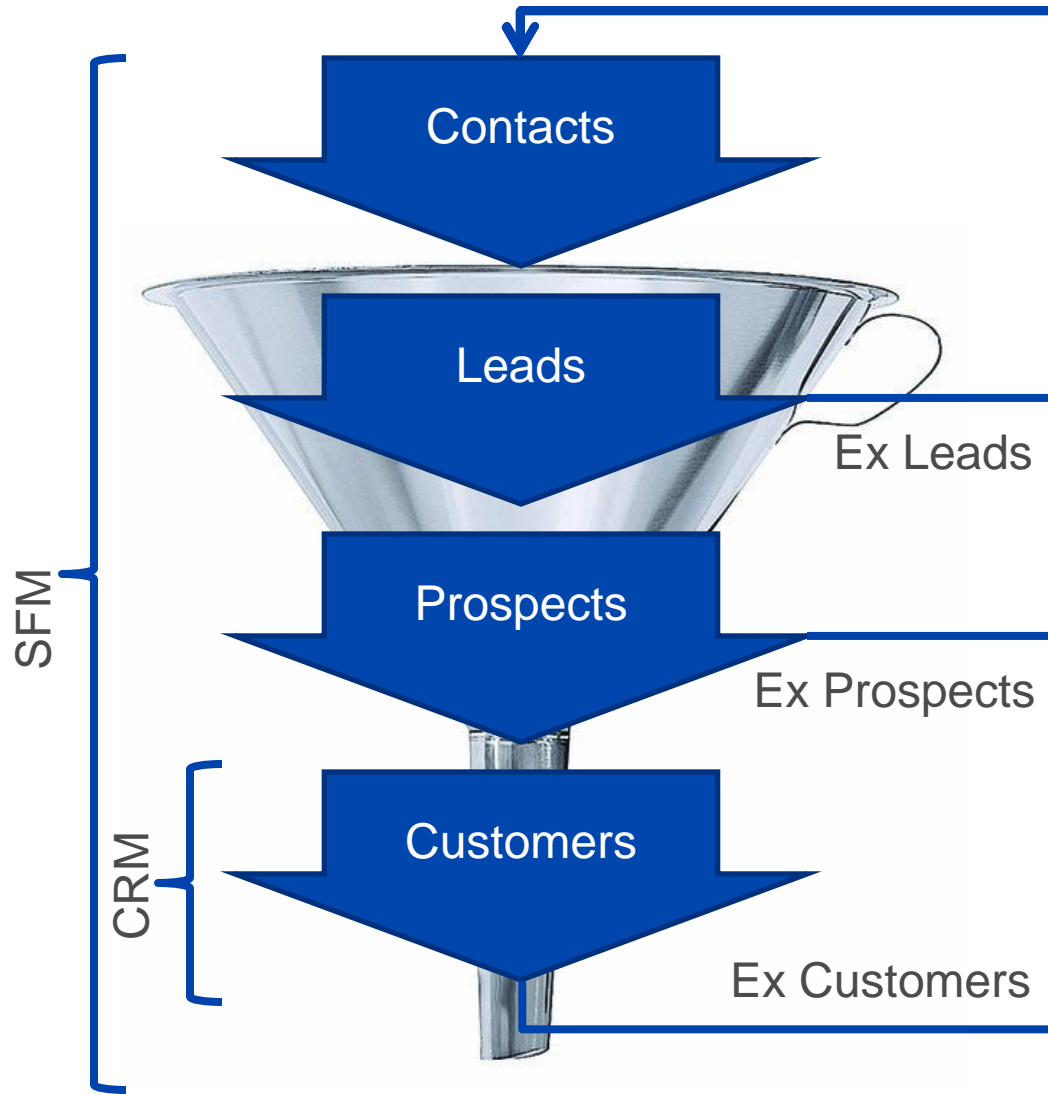 Contacts
Leads
Ex Leads
SFM
Prospects
Ex Prospects
Customers
CRM
Ex Customers